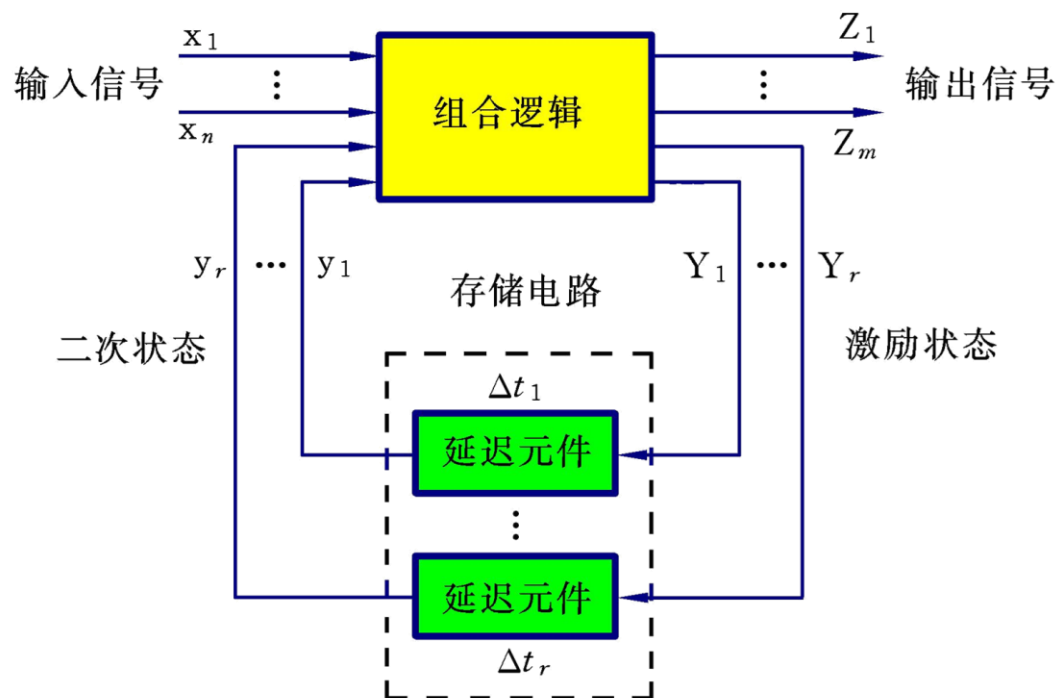 x₁
Z₁
输入信号
⋮
组合逻辑
⋮
输出信号
xₙ
Zₘ
yᵣ ··· y₁
Y₁ ··· Yᵣ
存储电路
二次状态
激励状态
Δt₁
延迟元件
⋮
延迟元件
Δtᵣ